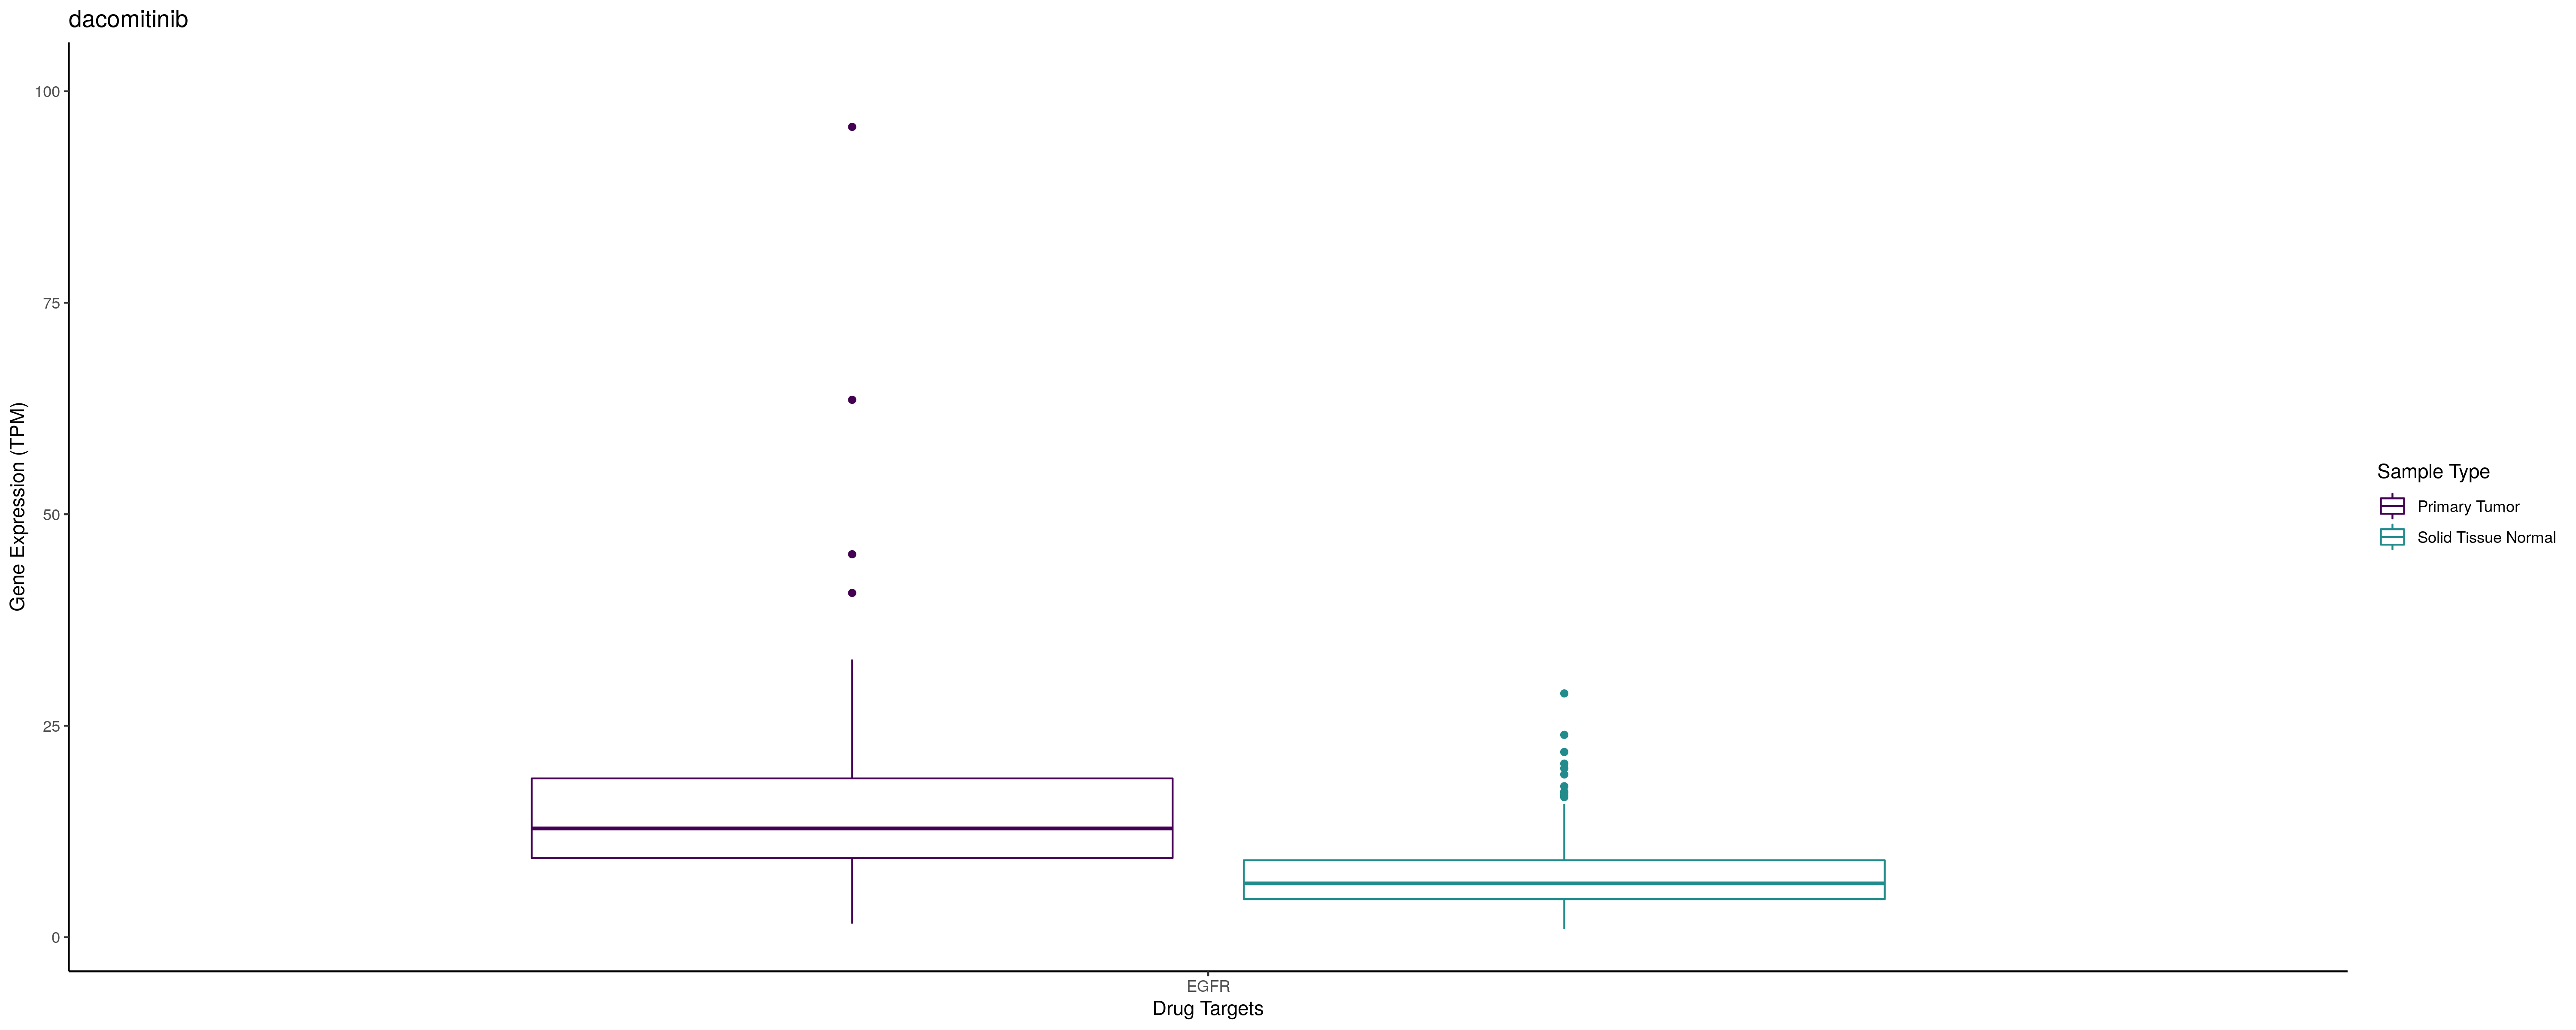 dacomitinib
100
75
50
25
0
Gene Expression (TPM)
EGFR
Drug Targets
Sample Type
Primary Tumor
Solid Tissue Normal